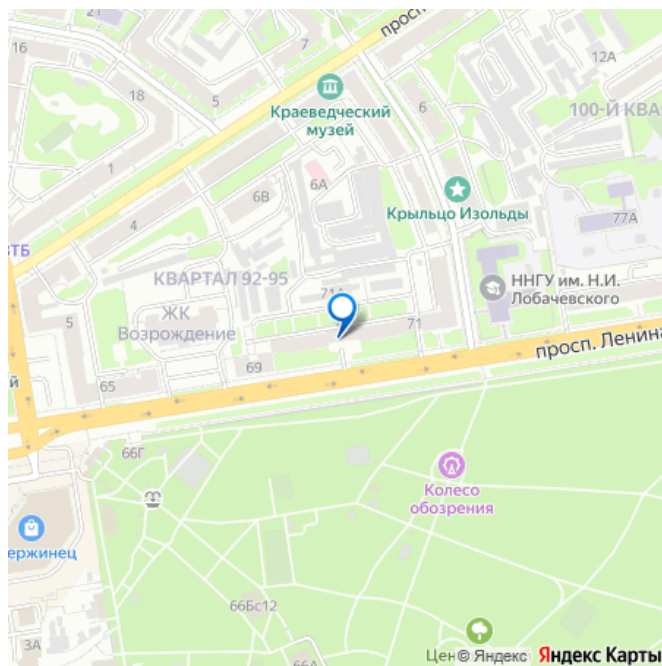 21
16
7
просп
12А
18
5
Краеведческий
музей
6
100-Й КВА
1
6А
6В
Крыльцо Изольды
77А
4
ВТБ
КВАРТАЛ 92-95
ННГУ им. Н.И.
Лобачевского
71А
5
ЖК
Возрождение
71
просп. Ленина
69
65
ий
66Г
Колесо
обозрения
ержинец
66Бс12
3А
66А
Цен
© Яндекс Яндекс Карты